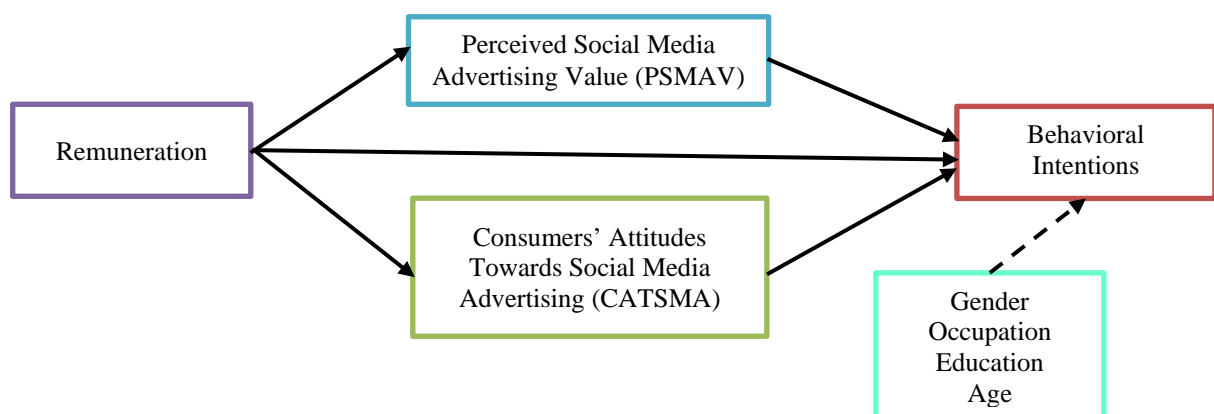 Perceived Social Media
Advertising Value (PSMAV)
Remuneration
Behavioral
Intentions
Consumers’ Attitudes
Towards Social Media
Advertising (CATSMA)
Gender
Occupation
Education
Age